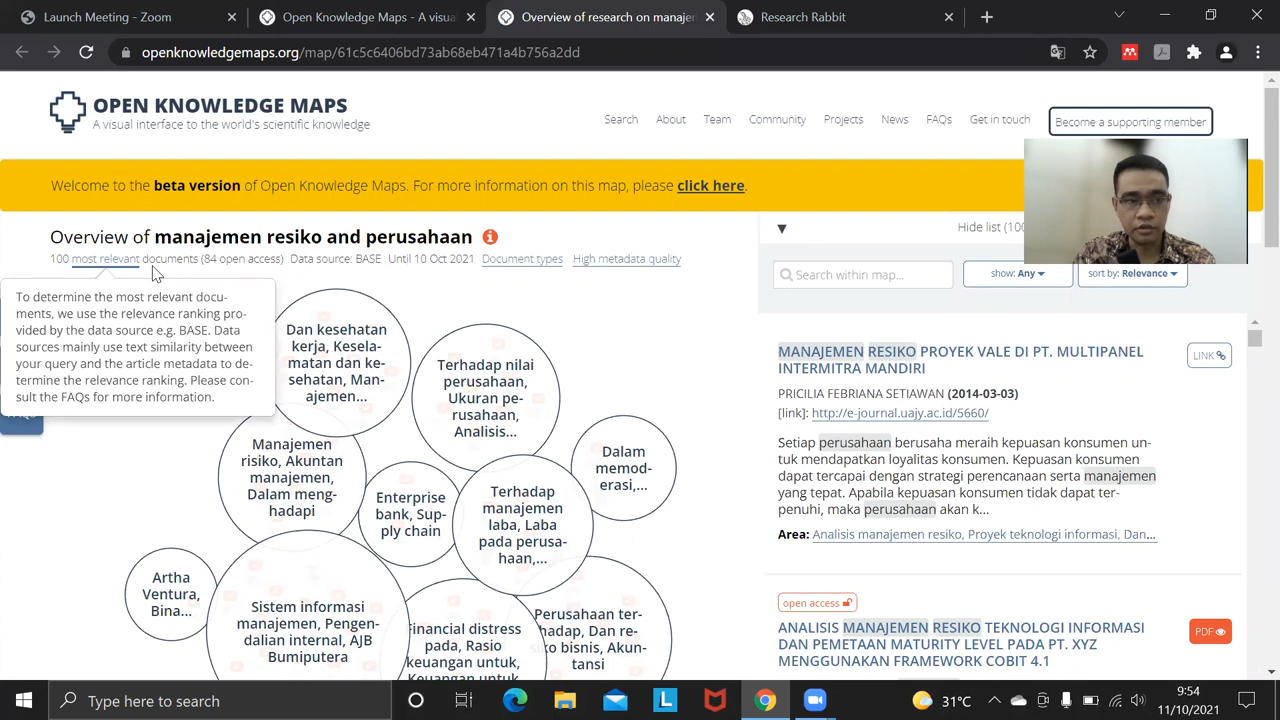 Launch Meeting - Zoom
Open Knowledge Maps - A visual
Overview of research on manajem
Research Rabbit
openknowledgemaps.org/map/61c5c6406bd73ab68eb471a4b756a2dd
OPEN KNOWLEDGE MAPS
A visual interface to the world's scientific knowledge
Search About Team Community Projects News FAQs Get in touch Become a supporting member
Welcome to the beta version of Open Knowledge Maps. For more information on this map, please click here.
Overview of manajemen resiko and perusahaan
100 most relevant documents (84 open access) Data source: BASE Until 10 Oct 2021 Document types High metadata quality
To determine the most relevant docu-
ments, we use the relevance ranking pro-
vided by the data source e.g. BASE. Data
sources mainly use text similarity between
your query and the article metadata to de-
termine the relevance ranking. Please con-
sult the FAQs for more information.
Dan kesehatan
kerja, Kesela-
matan dan ke-
sehatan, Man-
ajemen...
Terhadap nilai
perusahaan,
Ukuran pe-
rusahaan,
Analisis...
Manajemen
risiko, Akuntan
manajemen,
Dalam meng-
hadapi
Enterprise
bank, Sup-
ply chain
Terhadap
manajemen
laba, Laba
pada perusa-
haan,...
Dalam
memod-
erasi,...
Artha
Ventura,
Bina...
Sistem informasi
manajemen, Pengen-
dalian internal, AJB
Bumiputera
Financial distress
pada, Rasio
keuangan untuk,
Keuangan untuk
Perusahaan ter-
hadap, Dan re-
siko bisnis, Akun-
tansi
Hide list (100
Search within map...
show: Any
sort by: Relevance
MANAJEMEN RESIKO PROYEK VALE DI PT. MULTIPANEL
INTERMITRA MANDIRI
LINK
PRICILIA FEBRIANA SETIAWAN (2014-03-03)
[link]: http://e-journal.uajy.ac.id/5660/
Setiap perusahaan berusaha meraih kepuasan konsumen un-
tuk mendapatkan loyalitas konsumen. Kepuasan konsumen
dapat tercapai dengan strategi perencanaan serta manajemen
yang tepat. Apabila kepuasan konsumen tidak dapat ter-
penuhi, maka perusahaan akan k...
Area: Analisis manajemen resiko, Proyek teknologi informasi, Dan...
open access
ANALISIS MANAJEMEN RESIKO TEKNOLOGI INFORMASI
DAN PEMETAAN MATURITY LEVEL PADA PT. XYZ
MENGGUNAKAN FRAMEWORK COBIT 4.1
PDF
Type here to search
31°C
9:54
11/10/2021